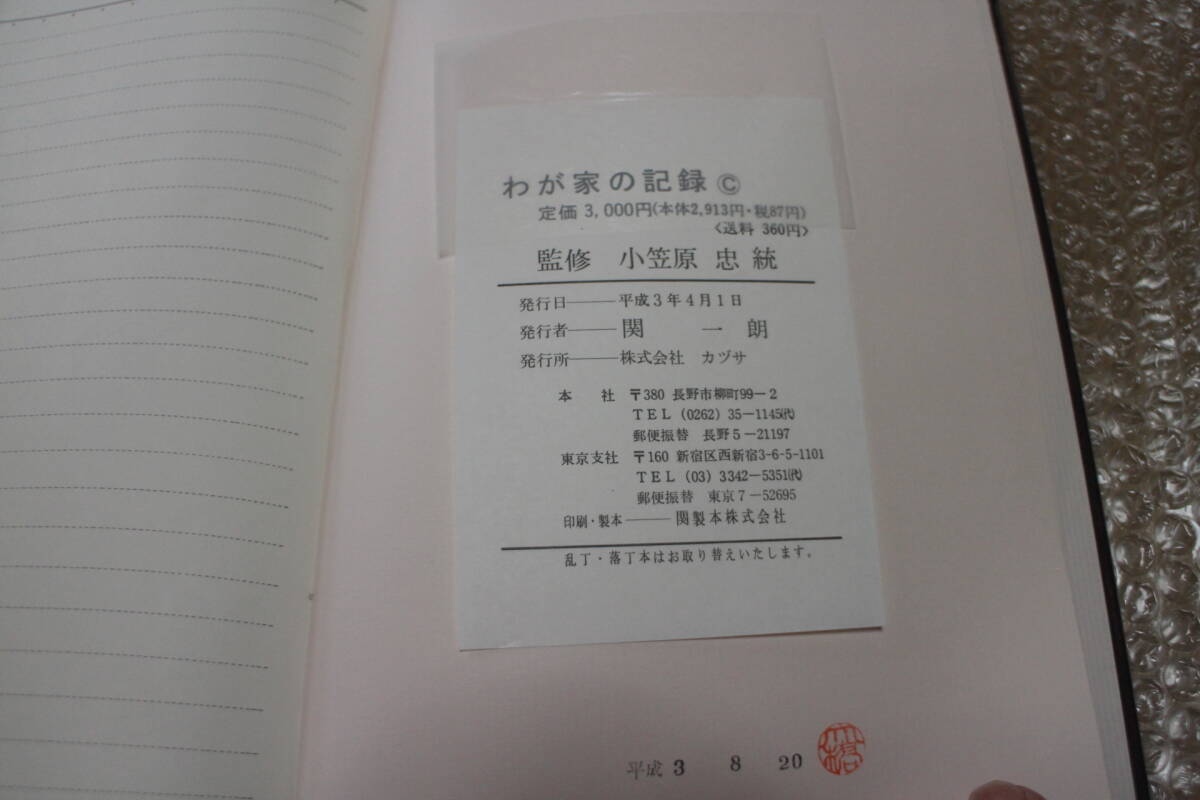 わが家の記録 ©
定価 3,000円(本体2,913円・税87円)
〈送料 360円〉
監修 小笠原 忠 統
発行日――平成3年4月1日
発行者――関 一 朗
発行所――株式会社 カヅサ
本 社 〒380 長野市柳町99-2
TEL (0262) 35-1145㈹
郵便振替 長野5-21197
東京支社 〒160 新宿区西新宿3-6-5-1101
TEL (03) 3342-5351㈹
郵便振替 東京7-52695
印刷・製本――関製本株式会社
乱丁・落丁本はお取り替えいたします。
平成 3 8 20